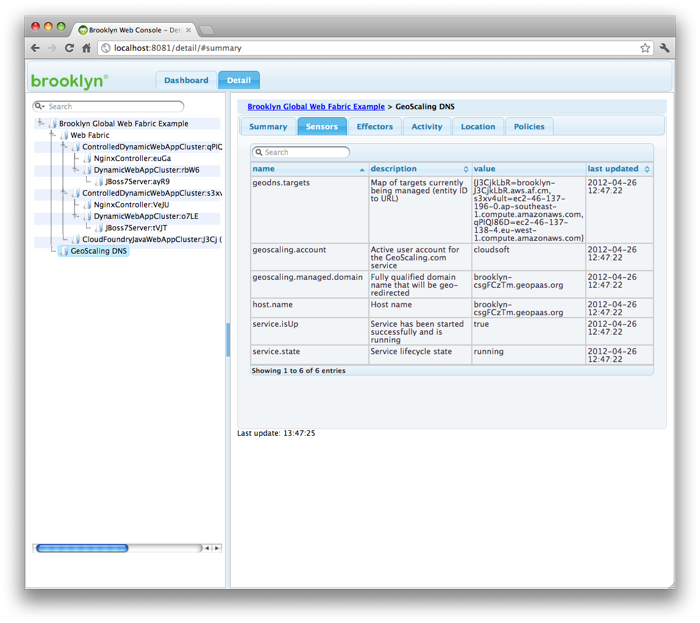 Brooklyn Web Console – Det
localhost:8081/detail/#summary
brooklyn
Dashboard
Detail
Search
Brooklyn Global Web Fabric Example
Web Fabric
ControlledDynamicWebAppCluster:qPIQ
NginxController:euGa
DynamicWebAppCluster:rbW6
JBoss7Server:ayR9
ControlledDynamicWebAppCluster:s3xv
NginxController:VeJU
DynamicWebAppCluster:o7LE
JBoss7Server:tVJT
CloudFoundryJavaWebAppCluster:J3Cj (
GeoScaling DNS
Brooklyn Global Web Fabric Example > GeoScaling DNS
Summary
Sensors
Effectors
Activity
Location
Policies
Search
name description value last updated
geodns.targets Map of targets currently being managed (entity ID to URL)
{J3CjkLbR=brooklyn-
J3CjkLbR.aws.af.cm,
s3xv4ult=ec2-46-137-
196-0.ap-southeast-
1.compute.amazonaws.com,
qPIQl86D=ec2-46-137-
138-4.eu-west-
1.compute.amazonaws.com}
2012-04-26
12:47:22
geoscaling.account
Active user account for
the GeoScaling.com
service
cloudsoft
2012-04-26
12:47:22
geoscaling.managed.domain
Fully qualified domain
name that will be geo-
redirected
brooklyn-
csgFCzTm.geopaas.org
2012-04-26
12:47:22
host.name
Host name
brooklyn-
csgFCzTm.geopaas.org
2012-04-26
12:47:22
service.isUp
Service has been started
successfully and is
running
true
2012-04-26
12:47:22
service.state
Service lifecycle state
running
2012-04-26
12:47:22
Showing 1 to 6 of 6 entries
Last update: 13:47:25